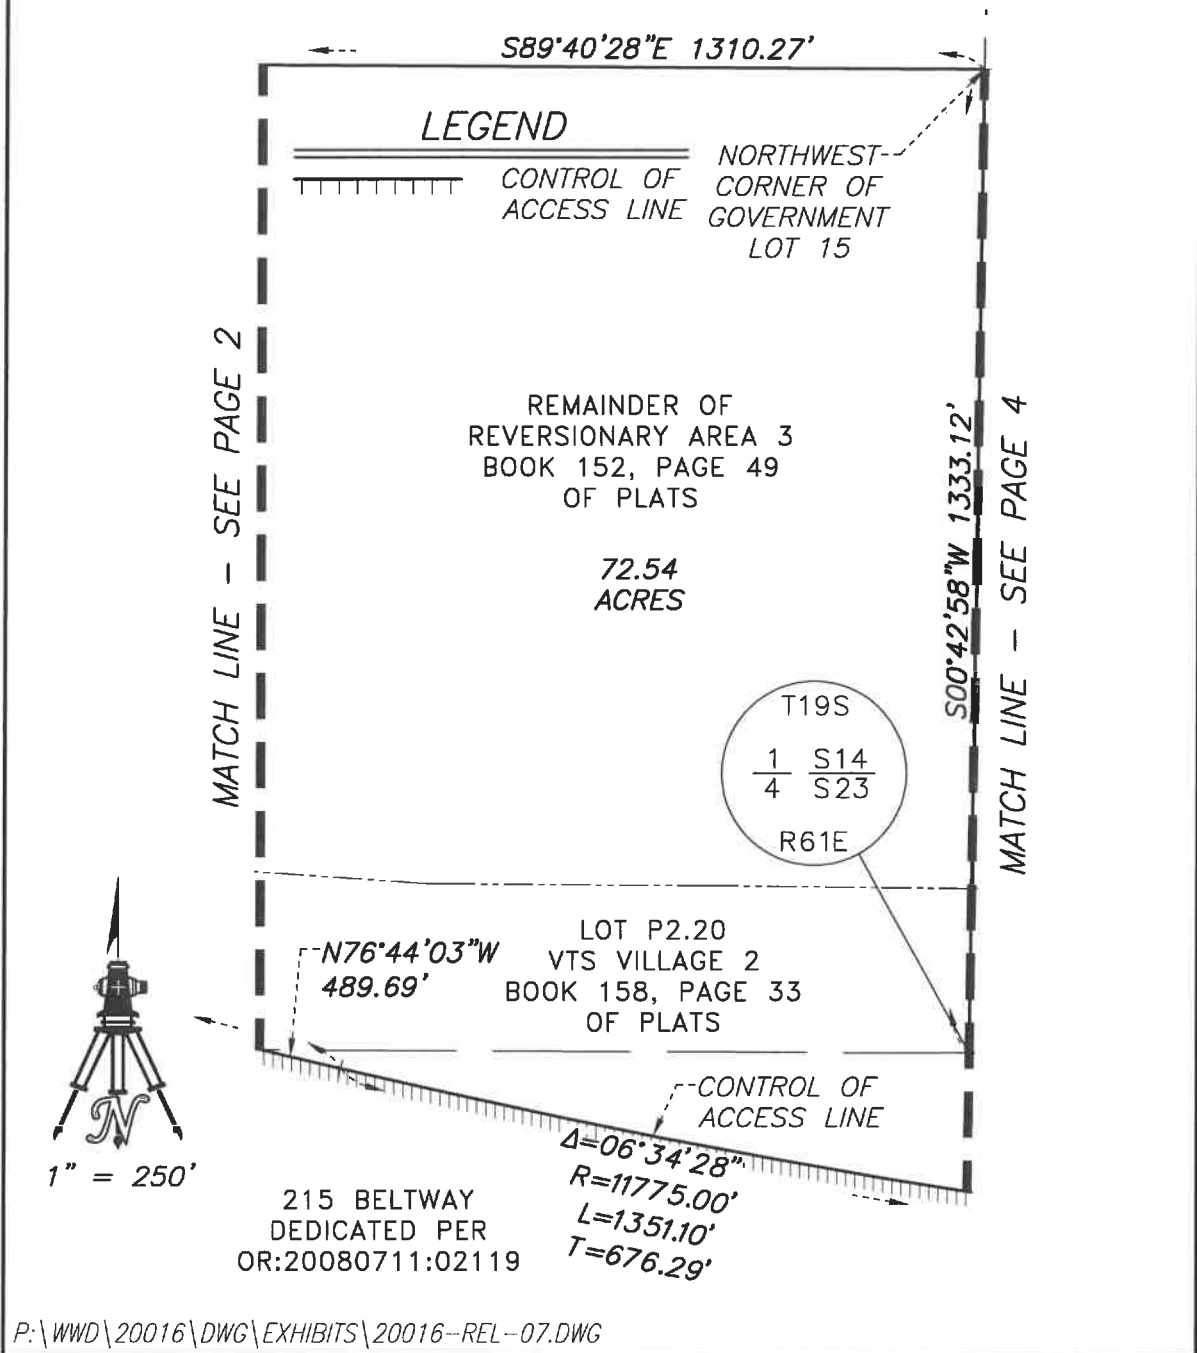 S89°40'28"E 1310.27'
LEGEND
CONTROL OF
ACCESS LINE
NORTHWEST
CORNER OF
GOVERNMENT
LOT 15
MATCH LINE - SEE PAGE 2
REMAINDER OF
REVERSIONARY AREA 3
BOOK 152, PAGE 49
OF PLATS
72.54
ACRES
S00°42'58"W 1333.12'
MATCH LINE - SEE PAGE 4
T19S
1 S14
4 S23
R61E
N76°44'03"W
489.69'
LOT P2.20
VTS VILLAGE 2
BOOK 158, PAGE 33
OF PLATS
N
1" = 250'
CONTROL OF
ACCESS LINE
Δ=06°34'28"
R=11775.00'
L=1351.10'
T=676.29'
215 BELTWAY
DEDICATED PER
OR:20080711:02119
P:\WWD\20016\DWG\EXHIBITS\20016-REL-07.DWG